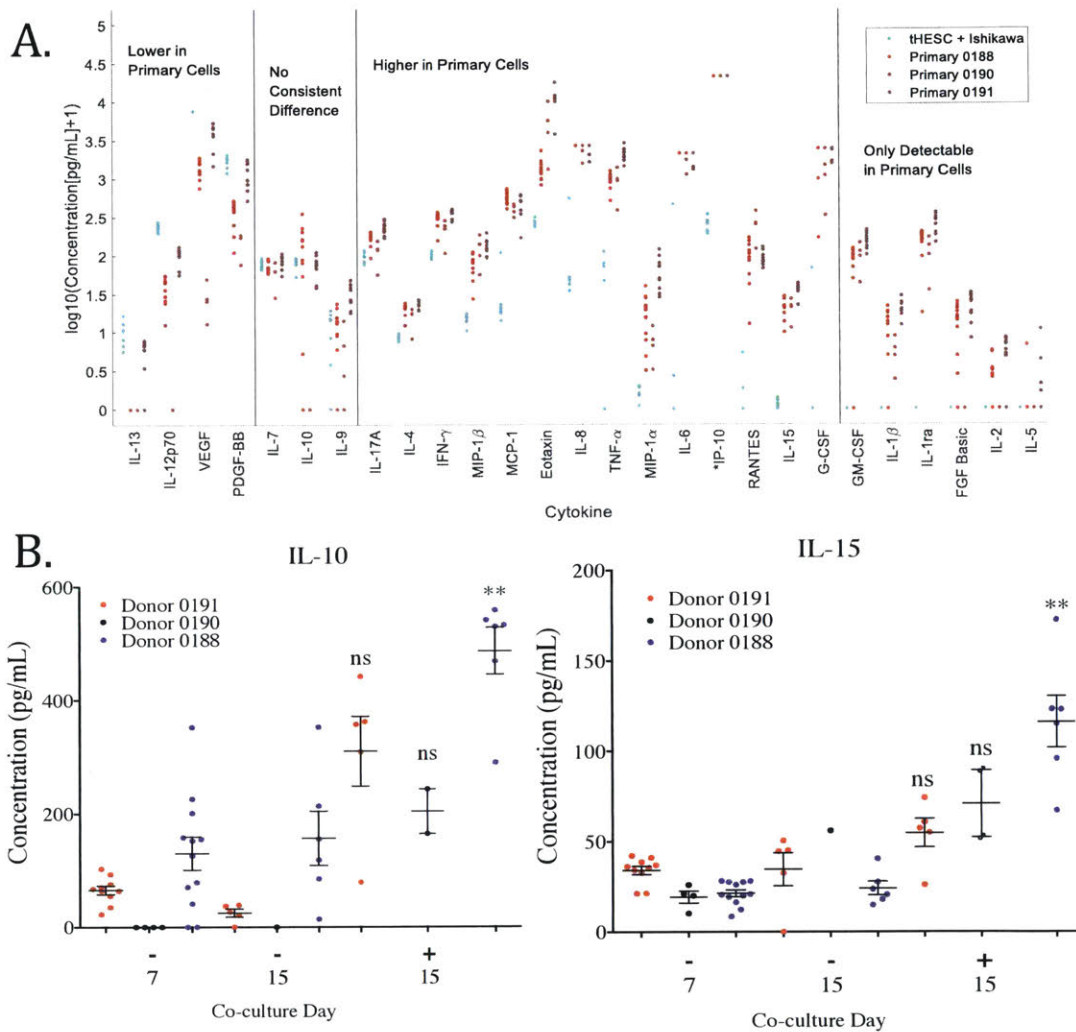 A.
Lower in
Primary Cells
No
Consistent
Difference
Higher in Primary Cells
Only Detectable
in Primary Cells
tHESC + Ishikawa
Primary 0188
Primary 0190
Primary 0191
log10(Concentration[pg/mL]+1)
5
4.5
4
3.5
3
2.5
2
1.5
1
0.5
0
IL-13
IL-12p70
VEGF
PDGF-BB
IL-7
IL-10
IL-9
IL-17A
IL-4
IFN-γ
MIP-1β
MCP-1
Eotaxin
IL-8
TNF-α
MIP-1α
IL-6
*IP-10
RANTES
IL-15
G-CSF
GM-CSF
IL-1β
IL-1ra
FGF Basic
IL-2
IL-5
Cytokine
B.
IL-10
Concentration (pg/mL)
600
400
200
0
Donor 0191
Donor 0190
Donor 0188
ns
ns
**
- - +
7 15 15
Co-culture Day
IL-15
Concentration (pg/mL)
200
150
100
50
0
Donor 0191
Donor 0190
Donor 0188
ns
ns
**
- - +
7 15 15
Co-culture Day